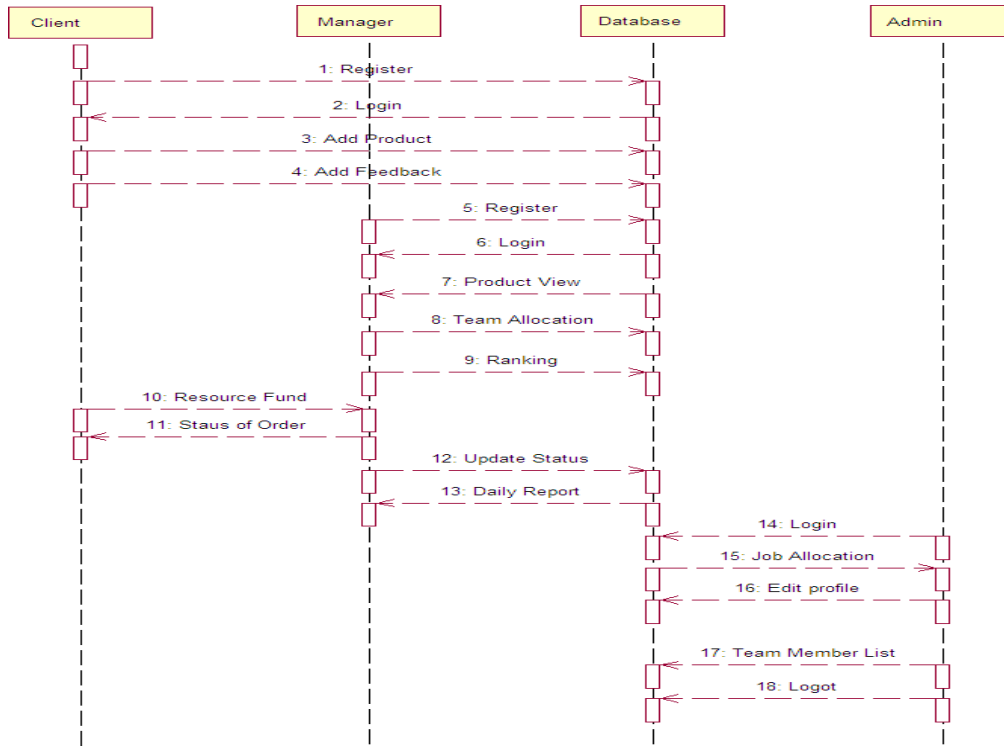 Client
Manager
Database
Admin
1: Register
2: Login
3: Add Product
4: Add Feedback
5: Register
6: Login
7: Product View
8: Team Allocation
9: Ranking
10: Resource Fund
11: Staus of Order
12: Update Status
13: Daily Report
14: Login
15: Job Allocation
16: Edit profile
17: Team Member List
18: Logot